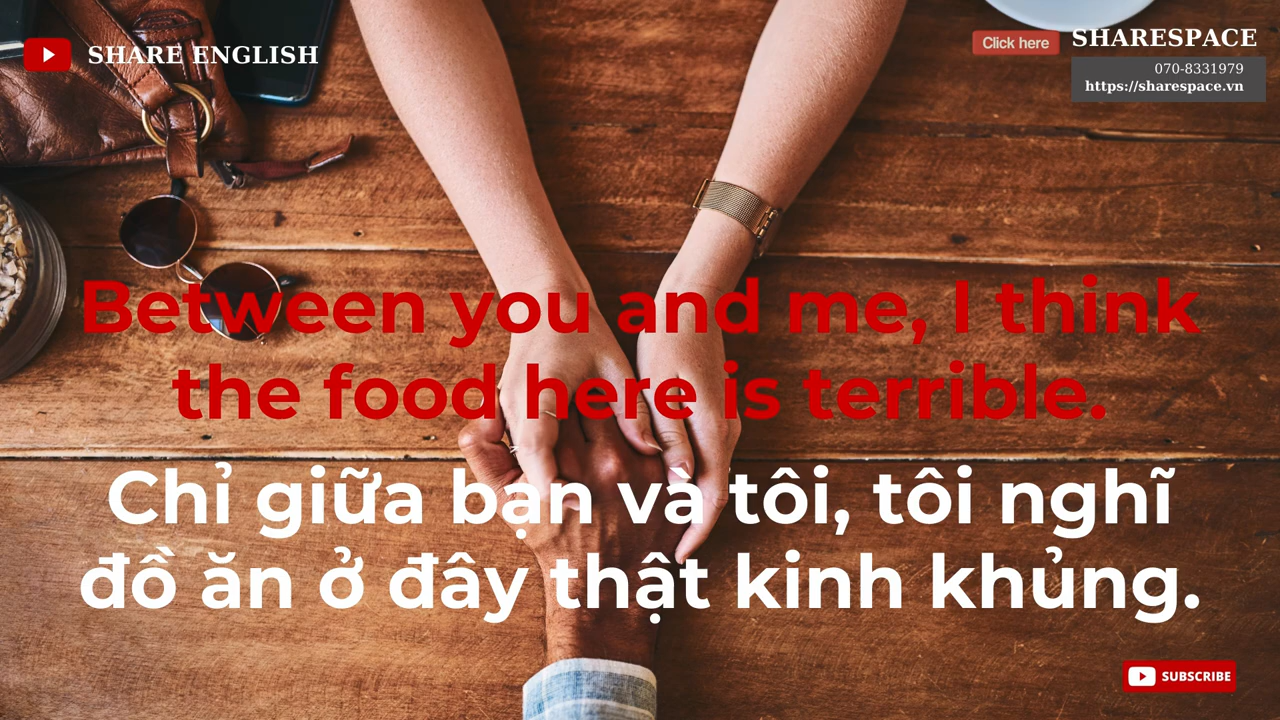 SHARE ENGLISH
Click here
SHARESPACE
070-8331979
https://sharespace.vn
Between you and me, I think
the food here is terrible.
Chỉ giữa bạn và tôi, tôi nghĩ
đồ ăn ở đây thật kinh khủng.
SUBSCRIBE